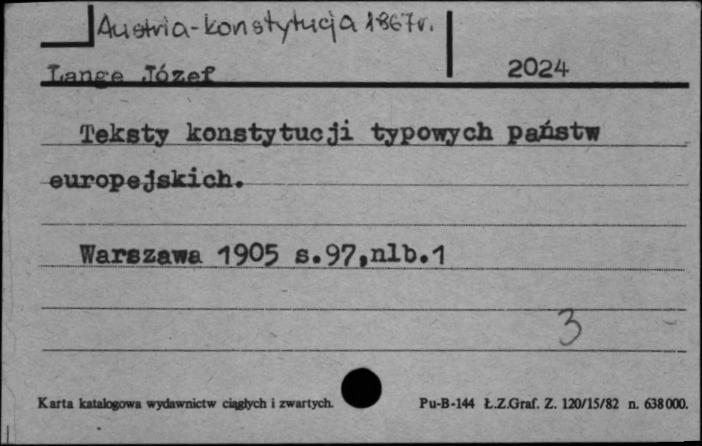 Austria-konstytucja 1867r.
Lange Józef 2024
Teksty konstytucji typowych państw
europejskich.
Warszawa 1905 s.97,nlb.1
3
Karta katalogowa wydawnictw ciągłych i zwartych. Pu-B-144 Ł.Z.Graf. Z. 120/15/82 n. 638000.